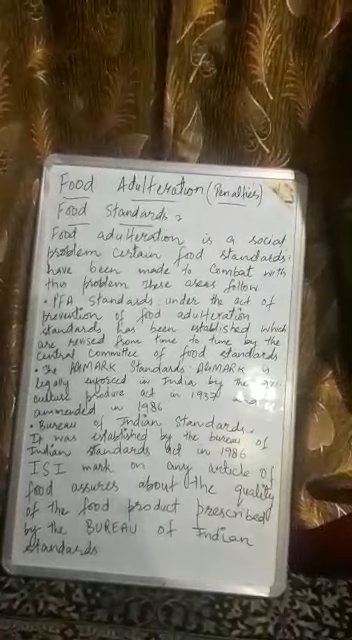 Food Adulteration (Penalties)
Food Standards :
Food adulteration is a social
problem certain food standards
have been made to combat with
this problem these areas follow.
• PFA Standards: under the act of
prevention of food adulteration
standards has been established which
are revised from time to time by the
central committee of food standards
• The AGMARK Standards: AGMARK is
legally enforced in India by the agri
culture produce act in 1937
ammended in 1986
• Bureau of Indian Standards.
It was established by the bureau of
Indian standards act in 1986
ISI mark on any article of
food assures about the quality
of the food product prescribed
by the BUREAU of Indian
standards